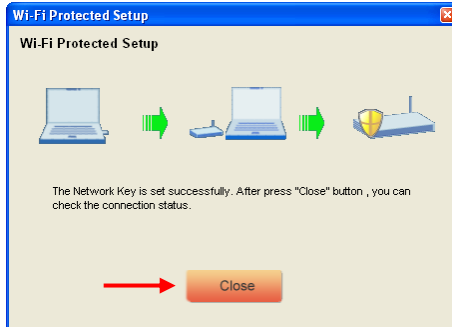 Wi-Fi Protected Setup
Wi-Fi Protected Setup
The Network Key is set successfully. After press "Close" button , you can
check the connection status.
Close